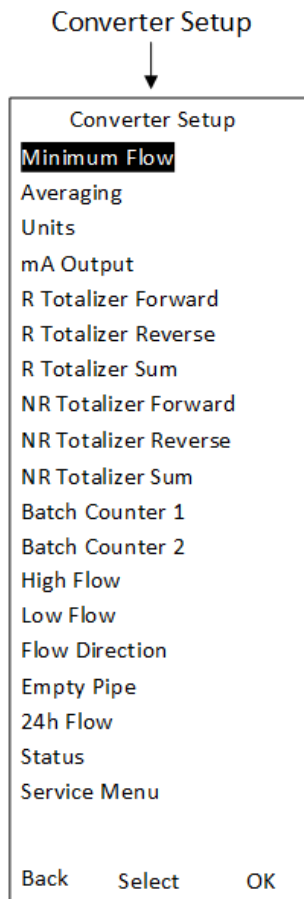 Converter Setup
Converter Setup
Minimum Flow
Averaging
Units
mA Output
R Totalizer Forward
R Totalizer Reverse
R Totalizer Sum
NR Totalizer Forward
NR Totalizer Reverse
NR Totalizer Sum
Batch Counter 1
Batch Counter 2
High Flow
Low Flow
Flow Direction
Empty Pipe
24h Flow
Status
Service Menu
Back Select OK